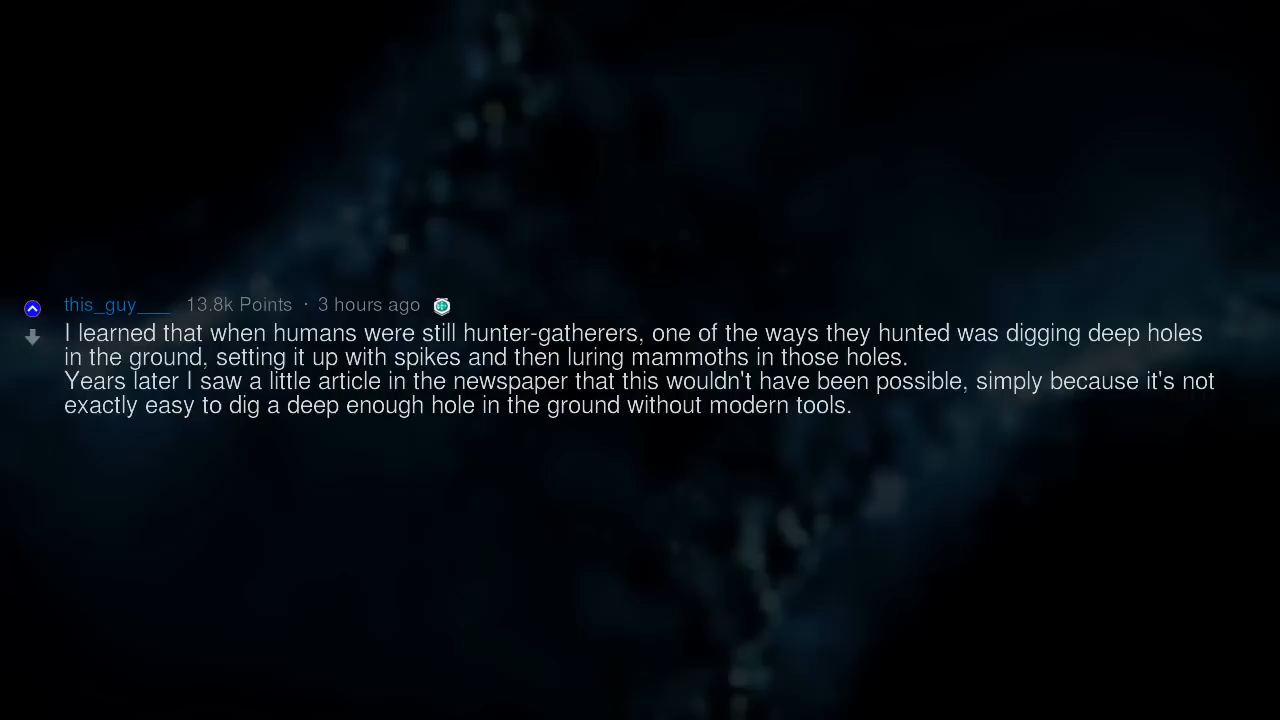 this_guy___ 13.8k Points · 3 hours ago
I learned that when humans were still hunter-gatherers, one of the ways they hunted was digging deep holes
in the ground, setting it up with spikes and then luring mammoths in those holes.
Years later I saw a little article in the newspaper that this wouldn't have been possible, simply because it's not
exactly easy to dig a deep enough hole in the ground without modern tools.